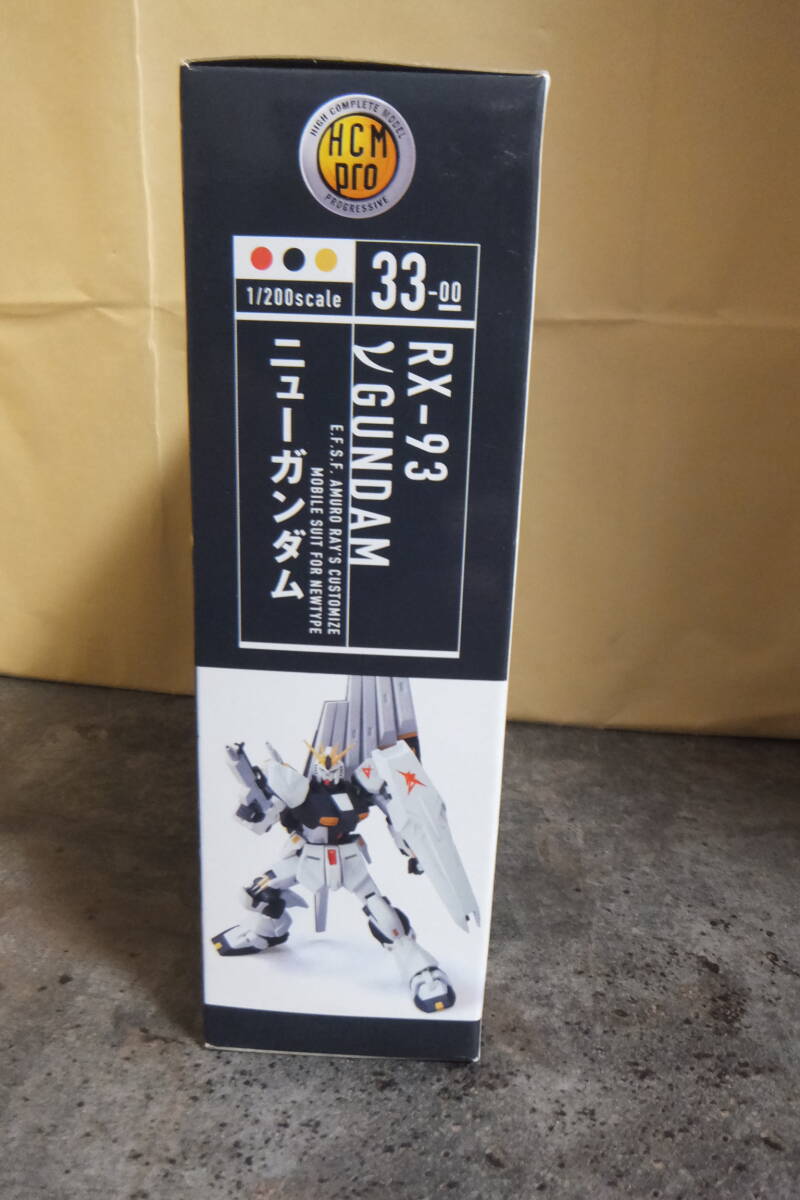 HIGH COMPLETE MODEL
HCM
pro
PROGRESSIVE
1/200scale
33-00
RX-93
ν GUNDAM
E.F.S.F. AMURO RAY'S CUSTOMIZE
MOBILE SUIT FOR NEWTYPE
ニューガンダム